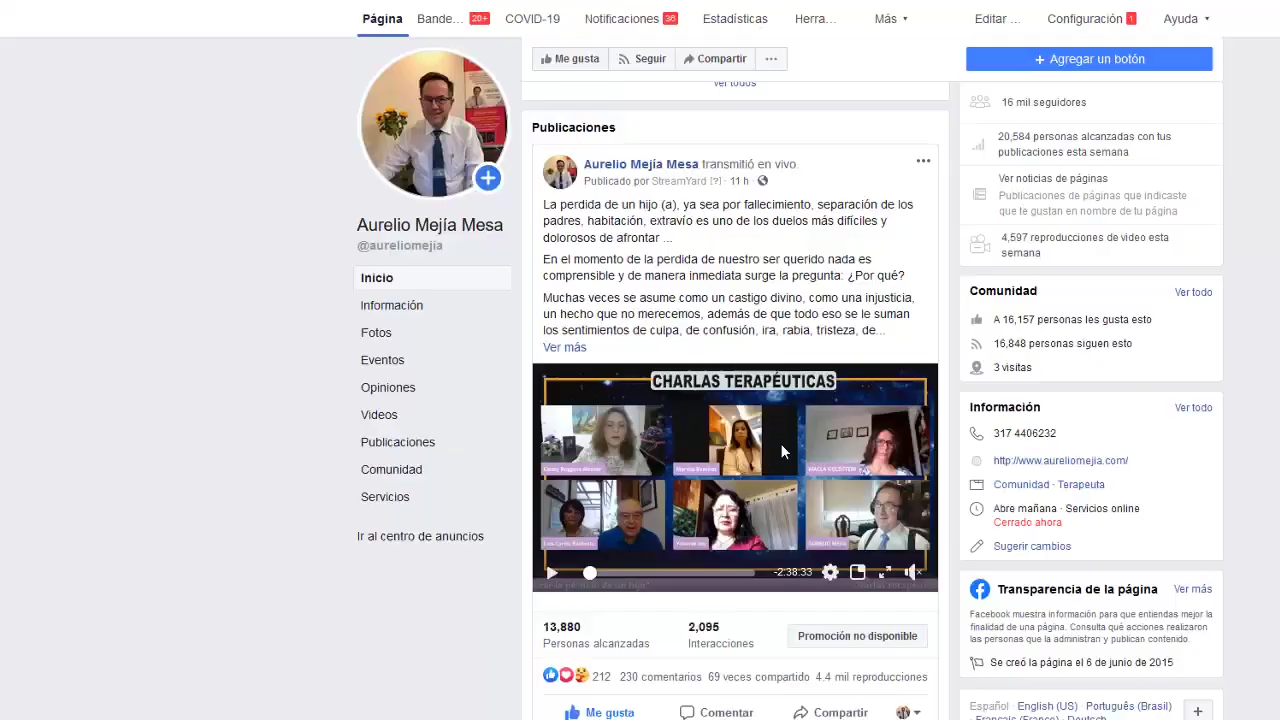 Página
Bande... 20+
COVID-19
Notificaciones 36
Estadísticas
Herra...
Más
Editar ...
Configuración 1
Ayuda
Me gusta
Seguir
Compartir
...
+ Agregar un botón
Aurelio Mejía Mesa
@aureliomejia
Inicio
Información
Fotos
Eventos
Opiniones
Videos
Publicaciones
Comunidad
Servicios
Ir al centro de anuncios
Ver todos
Publicaciones
Aurelio Mejía Mesa transmitió en vivo.
Publicado por StreamYard [?] · 11 h ·
La perdida de un hijo (a), ya sea por fallecimiento, separación de los
padres, habitación, extravío es uno de los duelos más difíciles y
dolorosos de afrontar ...
En el momento de la perdida de nuestro ser querido nada es
comprensible y de manera inmediata surge la pregunta: ¿Por qué?
Muchas veces se asume como un castigo divino, como una injusticia,
un hecho que no merecemos, además de que todo eso se le suman
los sentimientos de culpa, de confusión, ira, rabia, tristeza, de...
Ver más
CHARLAS TERAPÉUTICAS
-2:38:33
13,880
Personas alcanzadas
2,095
Interacciones
Promoción no disponible
212
230 comentarios
69 veces compartido
4.4 mil reproducciones
Me gusta
Comentar
Compartir
16 mil seguidores
20,584 personas alcanzadas con tus
publicaciones esta semana
Ver noticias de páginas
Publicaciones de páginas que indicaste
que le gustan en nombre de tu página
4,597 reproducciones de video esta
semana
Comunidad
Ver todo
A 16,157 personas les gusta esto
16,848 personas siguen esto
3 visitas
Información
Ver todo
317 4406232
http://www.aureliomejia.com/
Comunidad · Terapeuta
Abre mañana · Servicios online
Cerrado ahora
Sugerir cambios
Transparencia de la página
Ver más
Facebook muestra información para que entiendas mejor la
finalidad de una página. Consulta qué acciones realizaron
las personas que la administran y publican contenido.
Se creó la página el 6 de junio de 2015
Español · English (US) · Português (Brasil)
· Français (France) · Deutsch